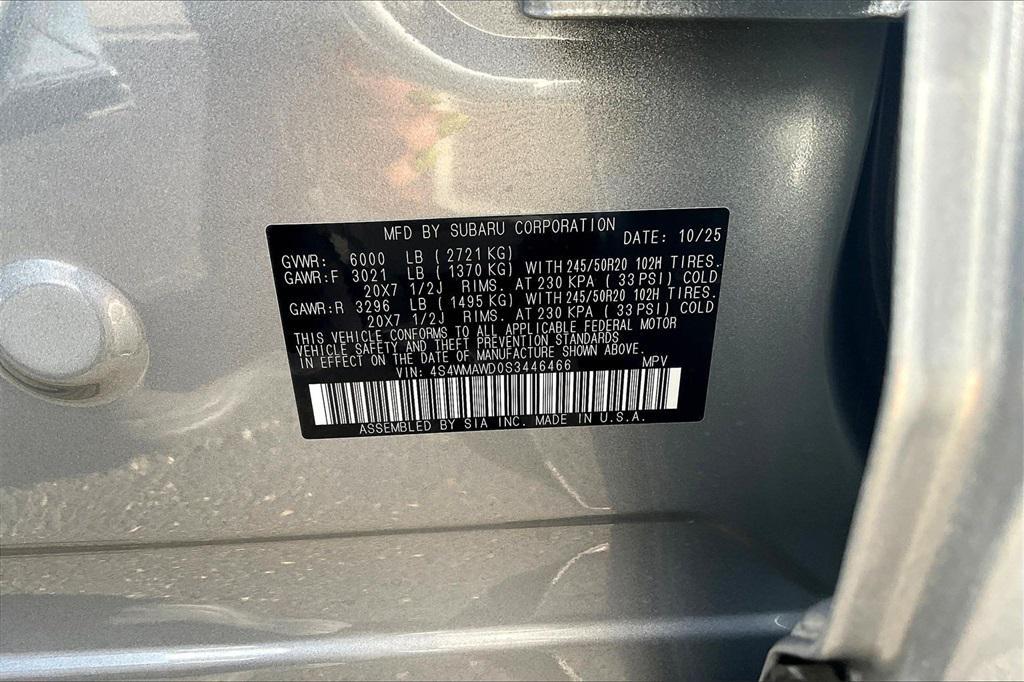 MFD BY SUBARU CORPORATION DATE: 10/25
GVWR: 6000 LB (2721 KG)
GAWR:F 3021 LB (1370 KG) WITH 245/50R20 102H TIRES.
20X7 1/2J RIMS. AT 230 KPA (33 PSI) COLD
GAWR:R 3296 LB (1495 KG) WITH 245/50R20 102H TIRES.
20X7 1/2J RIMS. AT 230 KPA (33 PSI) COLD
THIS VEHICLE CONFORMS TO ALL APPLICABLE FEDERAL MOTOR
VEHICLE SAFETY AND THEFT PREVENTION STANDARDS
IN EFFECT ON THE DATE OF MANUFACTURE SHOWN ABOVE.
VIN: 4S4WMAWD0S3446466 MPV
ASSEMBLED BY SIA INC. MADE IN U.S.A.